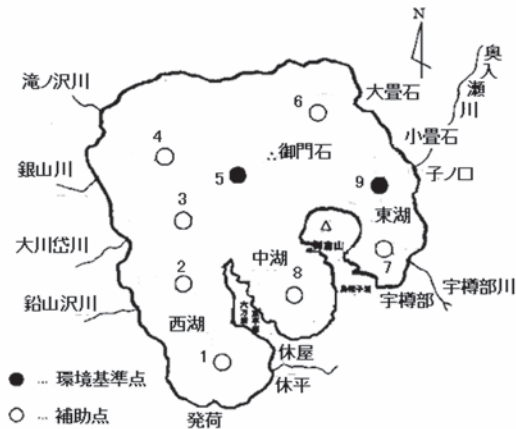 N
奥入瀬川
滝ノ沢川
大畳石
6
小畳石
4
御門石
子ノ口
銀山川
5
9
3
東湖
大川岱川
中湖
7
2
8
宇樽部
宇樽部川
鉛山沢川
西湖
休屋
1
休平
● … 環境基準点
○ … 補助点
発荷